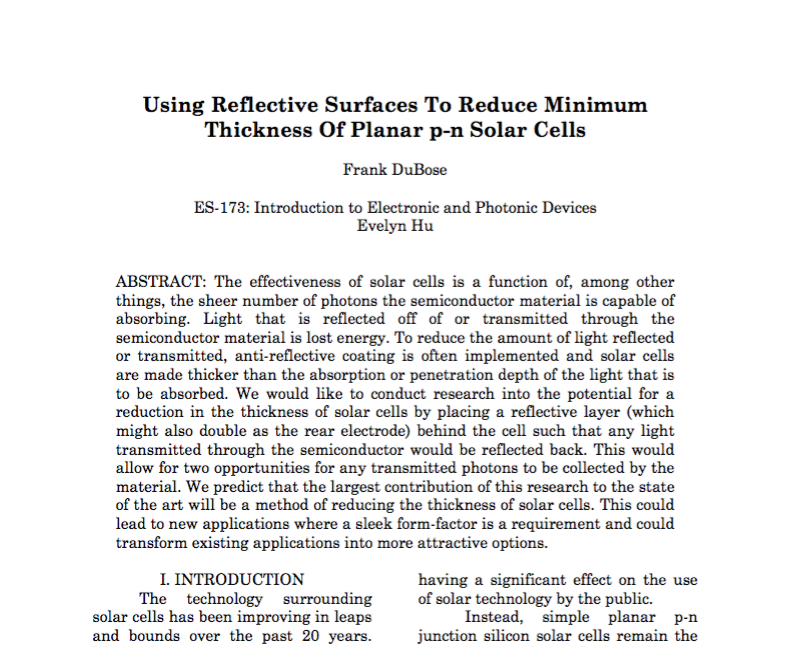 Using Reflective Surfaces To Reduce Minimum
Thickness Of Planar p-n Solar Cells
Frank DuBose
ES-173: Introduction to Electronic and Photonic Devices
Evelyn Hu
ABSTRACT: The effectiveness of solar cells is a function of, among other
things, the sheer number of photons the semiconductor material is capable of
absorbing. Light that is reflected off of or transmitted through the
semiconductor material is lost energy. To reduce the amount of light reflected
or transmitted, anti-reflective coating is often implemented and solar cells
are made thicker than the absorption or penetration depth of the light that is
to be absorbed. We would like to conduct research into the potential for a
reduction in the thickness of solar cells by placing a reflective layer (which
might also double as the rear electrode) behind the cell such that any light
transmitted through the semiconductor would be reflected back. This would
allow for two opportunities for any transmitted photons to be collected by the
material. We predict that the largest contribution of this research to the state
of the art will be a method of reducing the thickness of solar cells. This could
lead to new applications where a sleek form-factor is a requirement and could
transform existing applications into more attractive options.
I. INTRODUCTION
The technology surrounding
solar cells has been improving in leaps
and bounds over the past 20 years.
having a significant effect on the use
of solar technology by the public.
Instead, simple planar p-n
junction silicon solar cells remain the